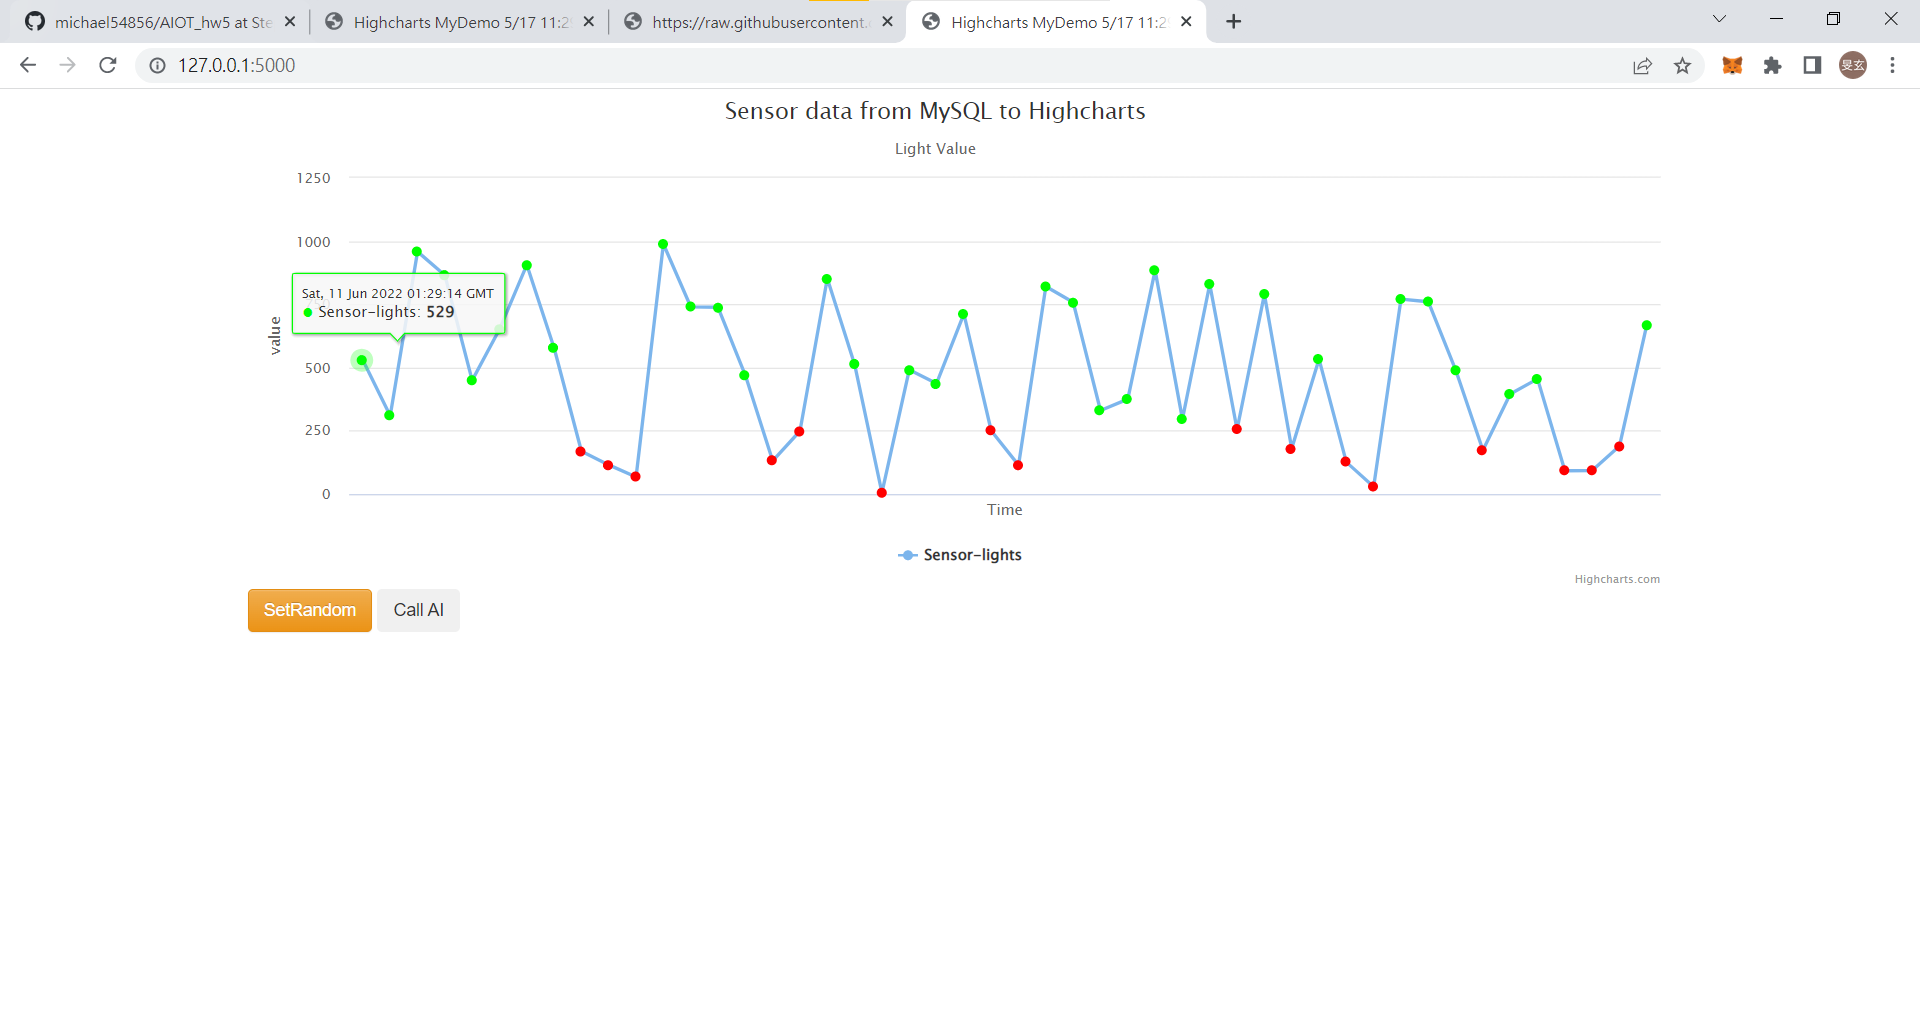 michael54856/AIOT_hw5 at Ste
Highcharts MyDemo 5/17 11:2
https://raw.githubusercontent.
Highcharts MyDemo 5/17 11:2
127.0.0.1:5000
旻玄
Sensor data from MySQL to Highcharts
Light Value
1250
1000
500
250
0
value
Sat, 11 Jun 2022 01:29:14 GMT
Sensor-lights: 529
Time
Sensor-lights
Highcharts.com
SetRandom
Call AI